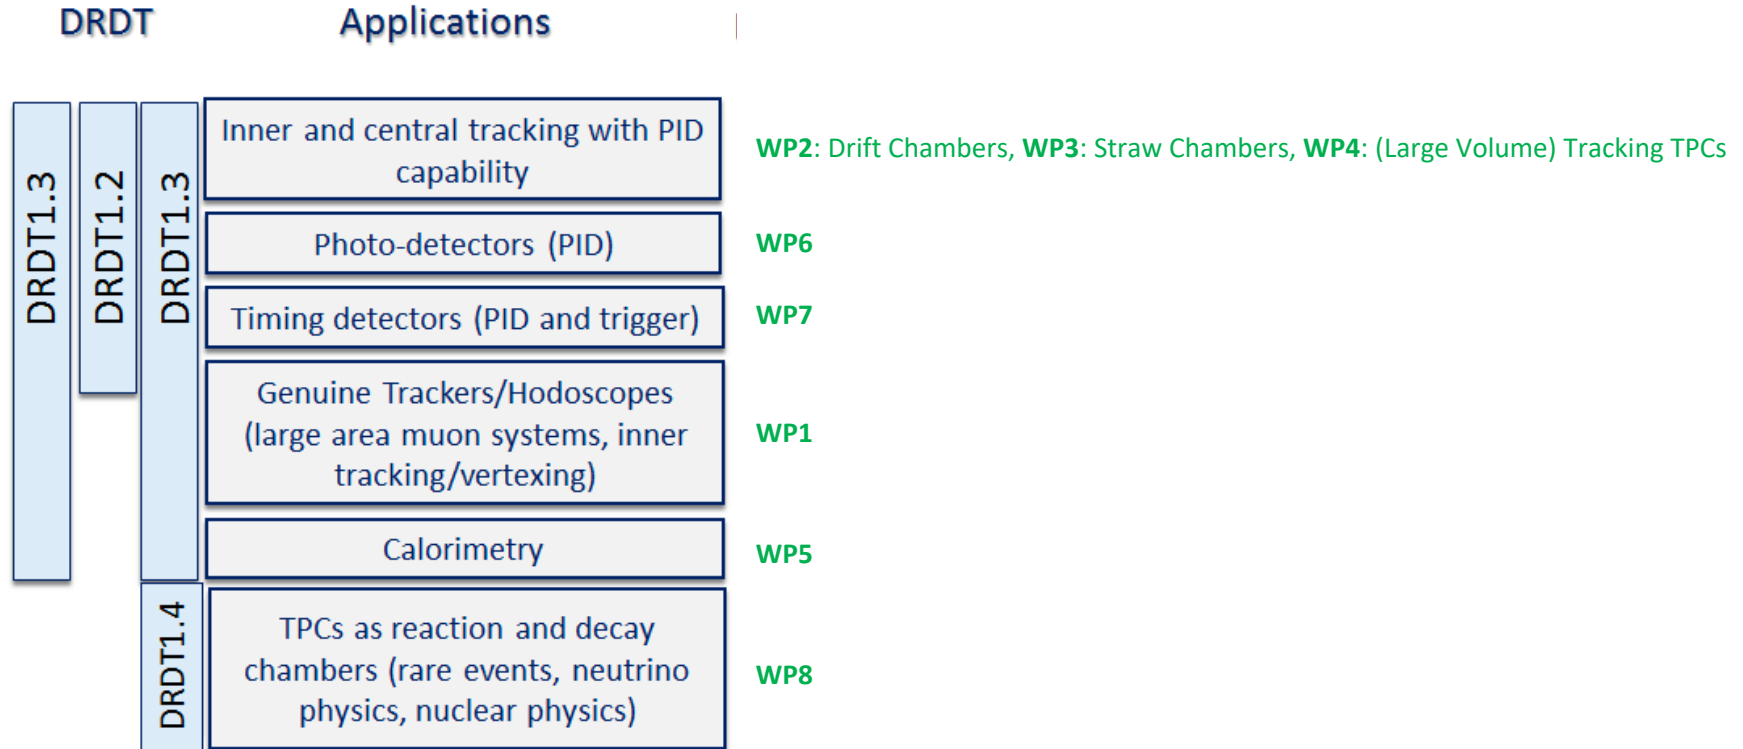 DRDT
Applications
DRDT1.3
DRDT1.2
DRDT1.3
Inner and central tracking with PID
capability
WP2: Drift Chambers, WP3: Straw Chambers, WP4: (Large Volume) Tracking TPCs
Photo-detectors (PID)
WP6
Timing detectors (PID and trigger)
WP7
Genuine Trackers/Hodoscopes
(large area muon systems, inner
tracking/vertexing)
WP1
Calorimetry
WP5
DRDT1.4
TPCs as reaction and decay
chambers (rare events, neutrino
physics, nuclear physics)
WP8